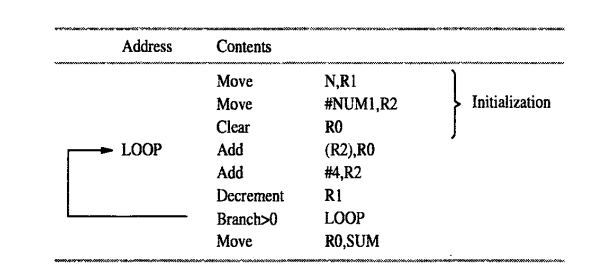 Address Contents
Move N,R1
Move #NUM1,R2 Initialization
Clear R0
LOOP Add (R2),R0
Add #4,R2
Decrement R1
Branch>0 LOOP
Move R0,SUM